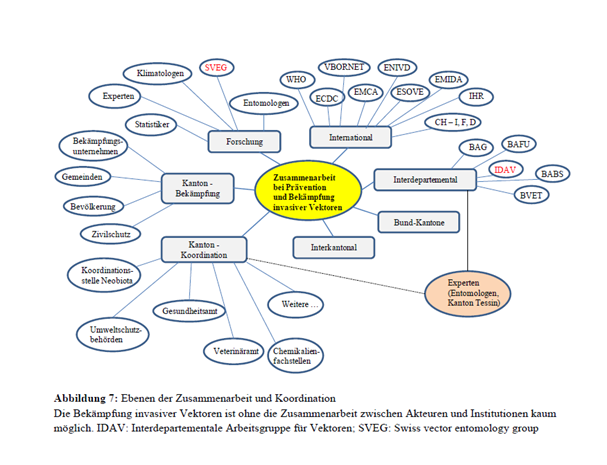 SVEG
Klimatologen
Experten
Entomologen
Statistiker
Forschung
WHO
VBORNET
ENIVD
ECDC
EMCA
ESOVE
EMIDA
IHR
CH – I, F, D
International
BAG
BAFU
IDAV
BABS
BVET
Interdepartemental
Bekämpfungs-
unternehmen
Gemeinden
Bevölkerung
Zivilschutz
Kanton -
Bekämpfung
Zusammenarbeit
bei Prävention
und Bekämpfung
invasiver Vektoren
Bund-Kantone
Interkantonal
Kanton -
Koordination
Koordinations-
stelle Neobiota
Umweltschutz-
behörden
Gesundheitsamt
Veterinäramt
Chemikalien-
fachstellen
Weitere …
Experten
(Entomologen,
Kanton Tessin)
Abbildung 7: Ebenen der Zusammenarbeit und Koordination
Die Bekämpfung invasiver Vektoren ist ohne die Zusammenarbeit zwischen Akteuren und Institutionen kaum
möglich. IDAV: Interdepartementale Arbeitsgruppe für Vektoren; SVEG: Swiss vector entomology group